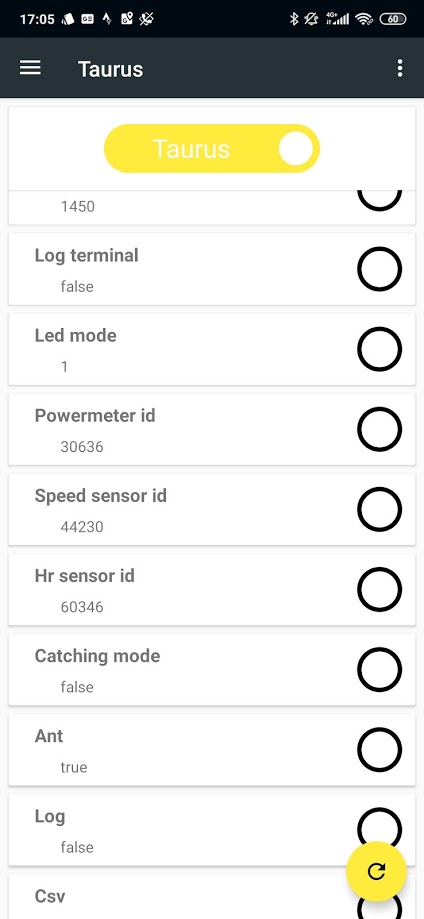 17:05
4G+
60
Taurus
Taurus
1450
Log terminal
false
Led mode
1
Powermeter id
30636
Speed sensor id
44230
Hr sensor id
60346
Catching mode
false
Ant
true
Log
false
Csv